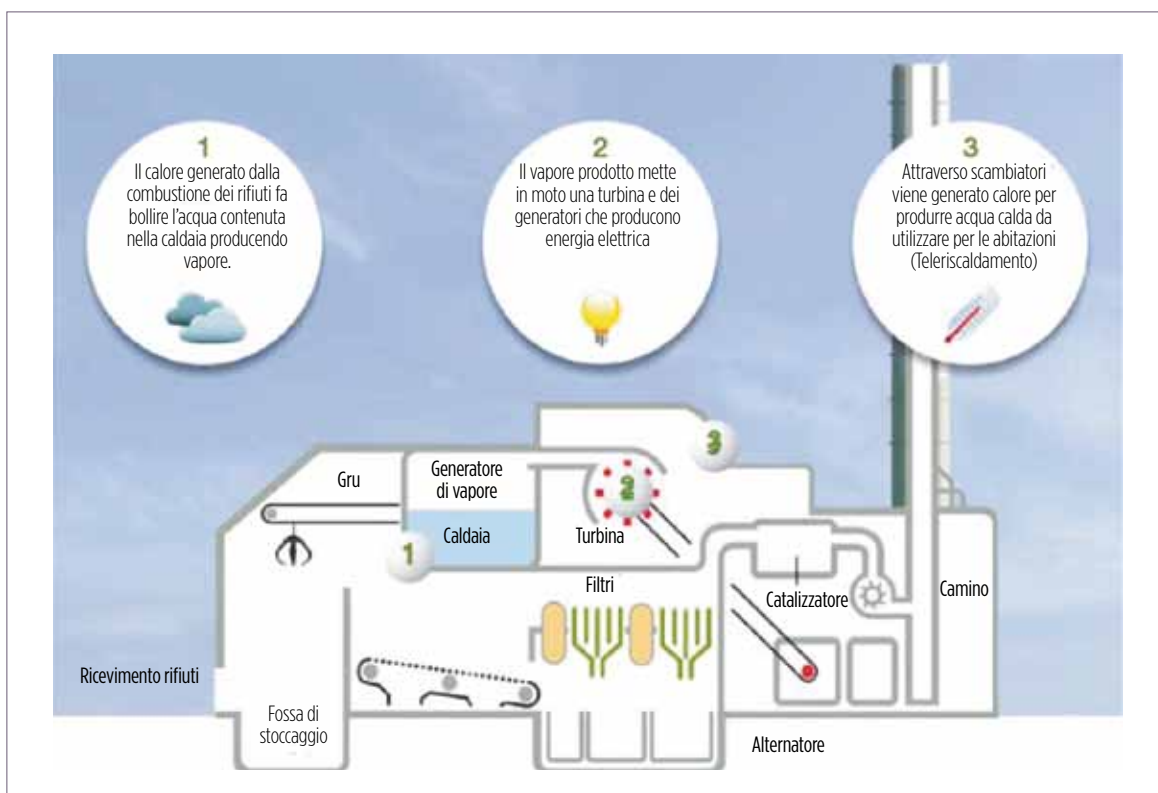 1
Il calore generato dalla
combustione dei rifiuti fa
bollire l’acqua contenuta
nella caldaia producendo
vapore.
2
Il vapore prodotto mette
in moto una turbina e dei
generatori che producono
energia elettrica
3
Attraverso scambiatori
viene generato calore per
produrre acqua calda da
utilizzare per le abitazioni
(Teleriscaldamento)
3
Gru
Generatore
di vapore
2
1
Caldaia
Turbina
Filtri
Catalizzatore
Camino
Ricevimento rifiuti
Fossa di
stoccaggio
Alternatore